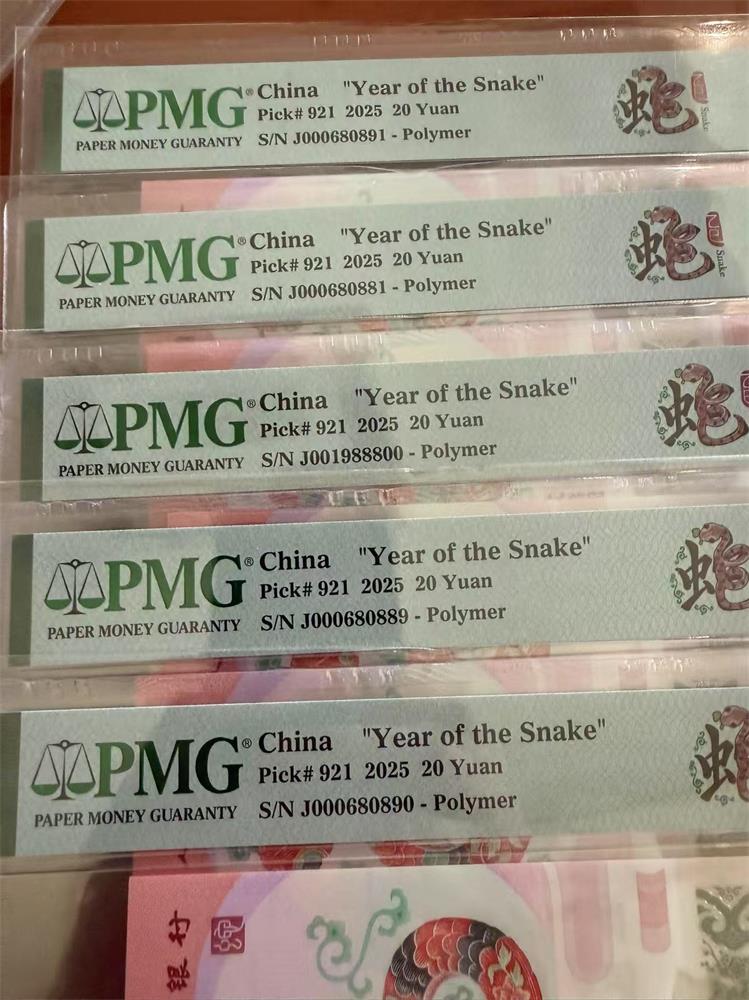 PMG® China "Year of the Snake"
Pick# 921 2025 20 Yuan
PAPER MONEY GUARANTY S/N J000680891 - Polymer
蛇
Snake
PMG® China "Year of the Snake"
Pick# 921 2025 20 Yuan
PAPER MONEY GUARANTY S/N J000680881 - Polymer
蛇
Snake
PMG® China "Year of the Snake"
Pick# 921 2025 20 Yuan
PAPER MONEY GUARANTY S/N J001988800 - Polymer
蛇
PMG® China "Year of the Snake"
Pick# 921 2025 20 Yuan
PAPER MONEY GUARANTY S/N J000680889 - Polymer
蛇
PMG® China "Year of the Snake"
Pick# 921 2025 20 Yuan
PAPER MONEY GUARANTY S/N J000680890 - Polymer
蛇
银行